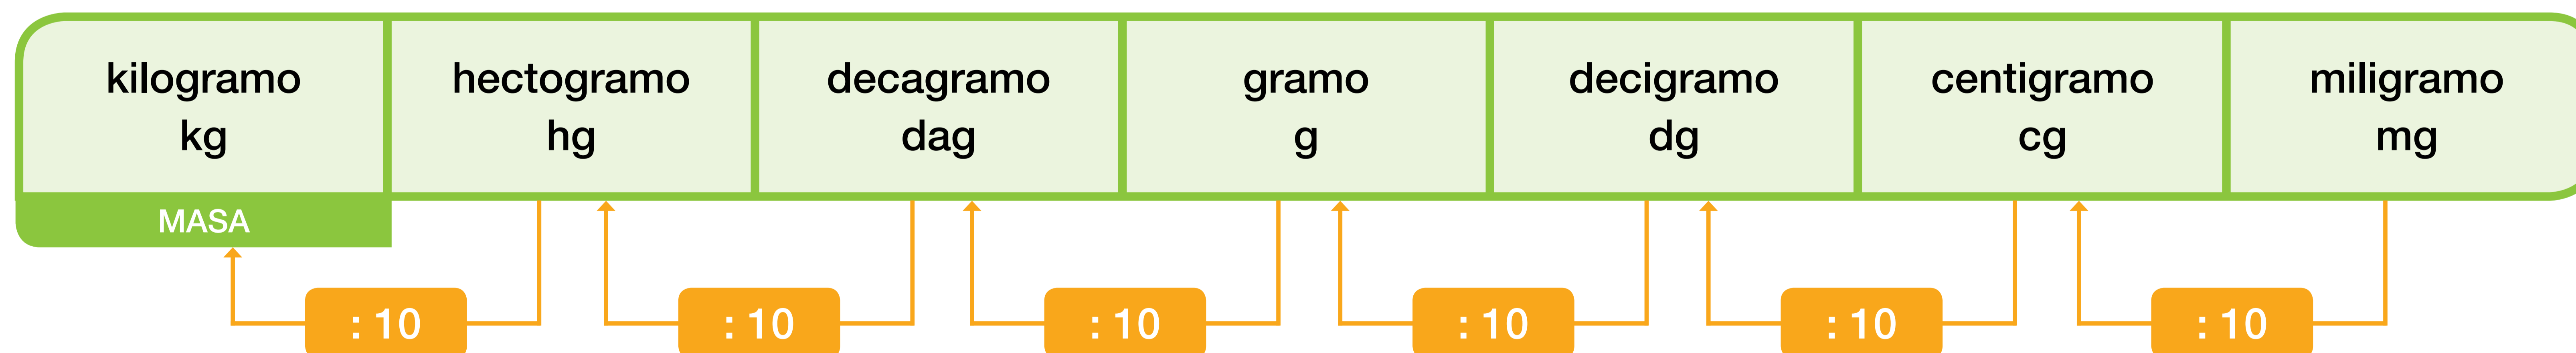 kilogramo
kg
hectogramo
hg
decagramo
dag
gramo
g
decigramo
dg
centigramo
cg
miligramo
mg
MASA
: 10
: 10
: 10
: 10
: 10
: 10